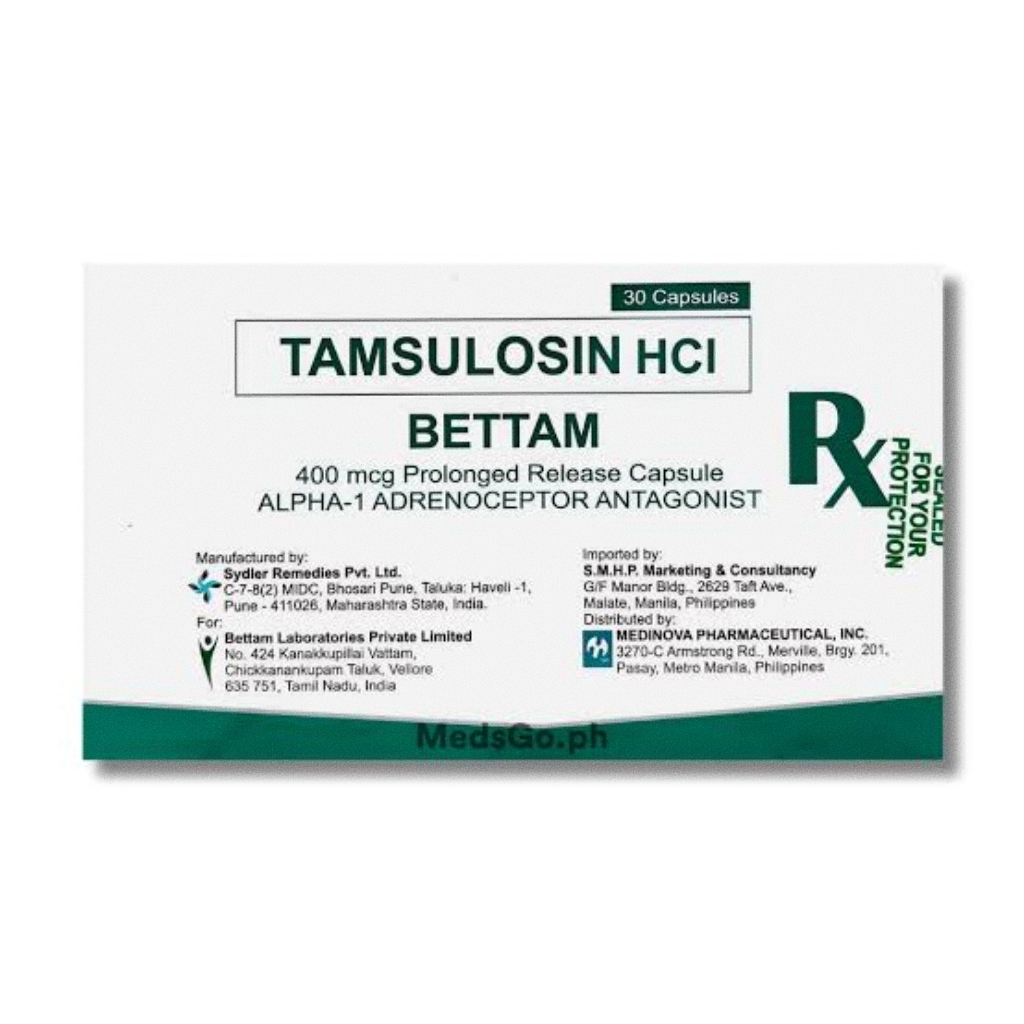 30 Capsules
TAMSULOSIN HCl
BETTAM
400 mcg Prolonged Release Capsule
ALPHA-1 ADRENOCEPTOR ANTAGONIST
Rx
SEALED
FOR YOUR
PROTECTION
Manufactured by:
Sydler Remedies Pvt. Ltd.
C-7-8(2) MIDC, Bhosari Pune, Taluka: Haveli -1,
Pune - 411026, Maharashtra State, India.
For:
Bettam Laboratories Private Limited
No. 424 Kanakkupillai Vattam,
Chickkanankupam Taluk, Vellore
635 751, Tamil Nadu, India
Imported by:
S.M.H.P. Marketing & Consultancy
G/F Manor Bldg., 2629 Taft Ave.,
Malate, Manila, Philippines
Distributed by:
MEDINOVA PHARMACEUTICAL, INC.
3270-C Armstrong Rd., Merville, Brgy. 201,
Pasay, Metro Manila, Philippines
MedsGo.ph